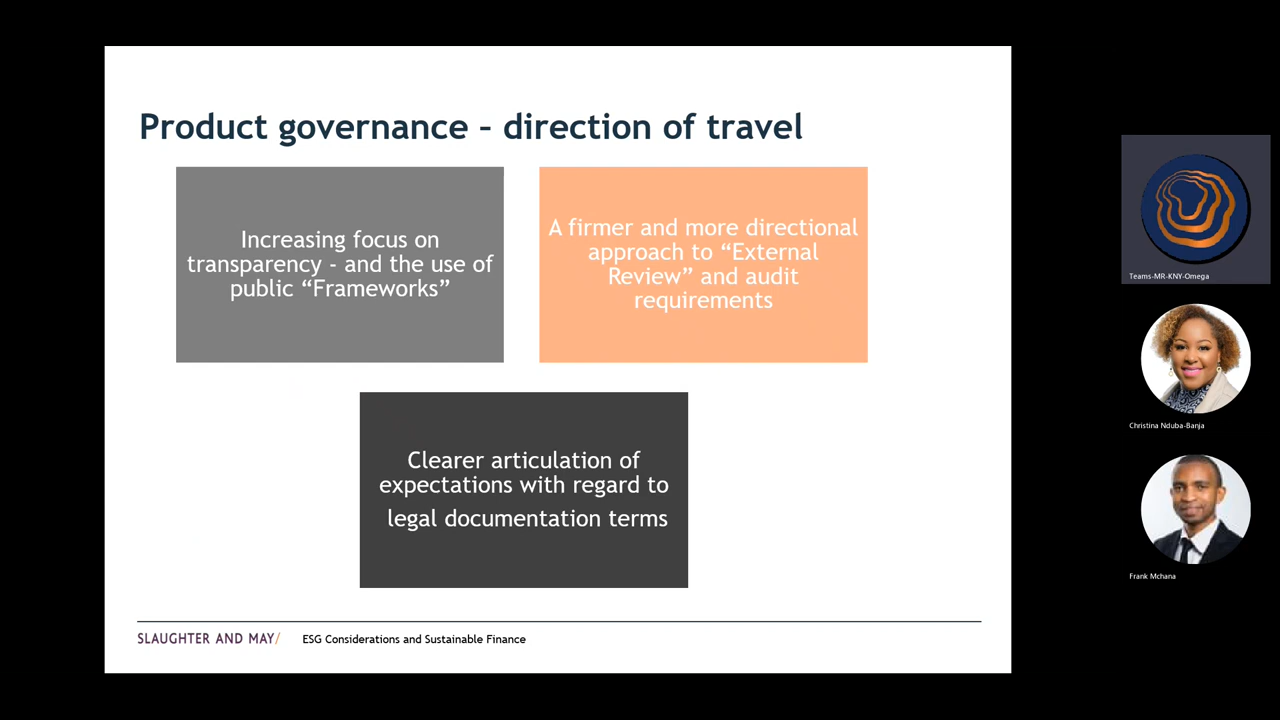 Product governance – direction of travel
Increasing focus on
transparency - and the use of
public “Frameworks”
A firmer and more directional
approach to “External
Review” and audit
requirements
Clearer articulation of
expectations with regard to
legal documentation terms
SLAUGHTER AND MAY/
ESG Considerations and Sustainable Finance
Teams-MR-KNY-Omega
Christina Nduba-Banja
Frank Mchana